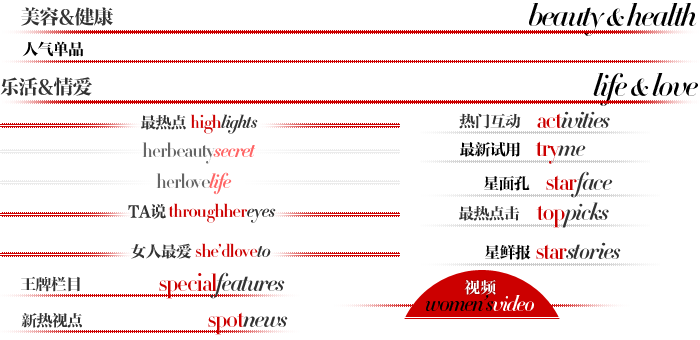 美容&健康 beauty & health
人气单品
乐活&情爱 life & love
最热点 highlights
herbeautysecret
herlovelife
TA说 throughhereyes
女人最爱 she'dloveto
王牌栏目 specialfeatures
新热视点 spotnews
热门互动 activities
最新试用 tryme
星面孔 starface
最热点击 toppicks
星鲜报 starstories
视频
women'svideo